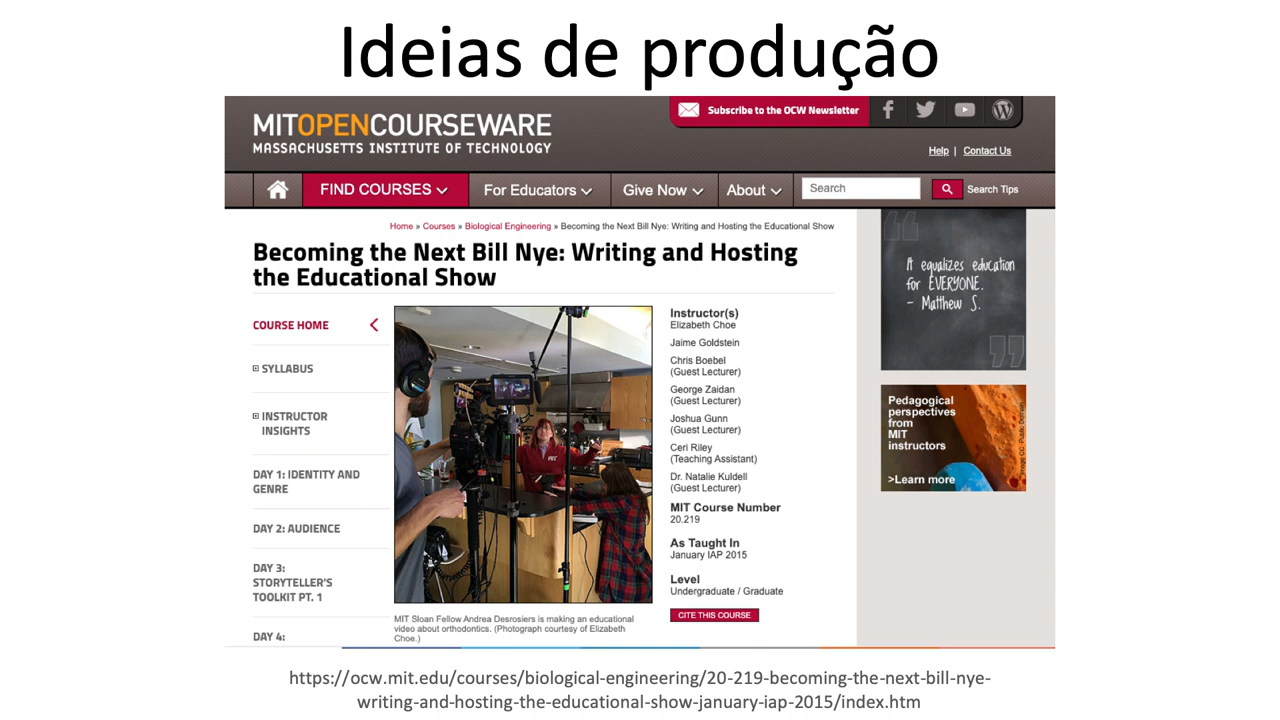 Ideias de produção
Subscribe to the OCW Newsletter
MITOPENCOURSEWARE
MASSACHUSETTS INSTITUTE OF TECHNOLOGY
Help | Contact Us
FIND COURSES
For Educators
Give Now
About
Search
Search Tips
Home » Courses » Biological Engineering » Becoming the Next Bill Nye: Writing and Hosting the Educational Show
Becoming the Next Bill Nye: Writing and Hosting
the Educational Show
COURSE HOME
SYLLABUS
INSTRUCTOR
INSIGHTS
DAY 1: IDENTITY AND
GENRE
DAY 2: AUDIENCE
DAY 3:
STORYTELLER'S
TOOLKIT PT. 1
DAY 4:
MIT
MIT Sloan Fellow Andrea Desrosiers is making an educational
video about orthodontics. (Photograph courtesy of Elizabeth
Choe.)
Instructor(s)
Elizabeth Choe
Jaime Goldstein
Chris Boebel
(Guest Lecturer)
George Zaidan
(Guest Lecturer)
Joshua Gunn
(Guest Lecturer)
Ceri Riley
(Teaching Assistant)
Dr. Natalie Kuldell
(Guest Lecturer)
MIT Course Number
20.219
As Taught In
January IAP 2015
Level
Undergraduate / Graduate
CITE THIS COURSE
It equalizes education
for EVERYONE.
- Matthew S.
Pedagogical
perspectives
from
MIT
instructors
>Learn more
Image CC: Public Domain
https://ocw.mit.edu/courses/biological-engineering/20-219-becoming-the-next-bill-nye-
writing-and-hosting-the-educational-show-january-iap-2015/index.htm